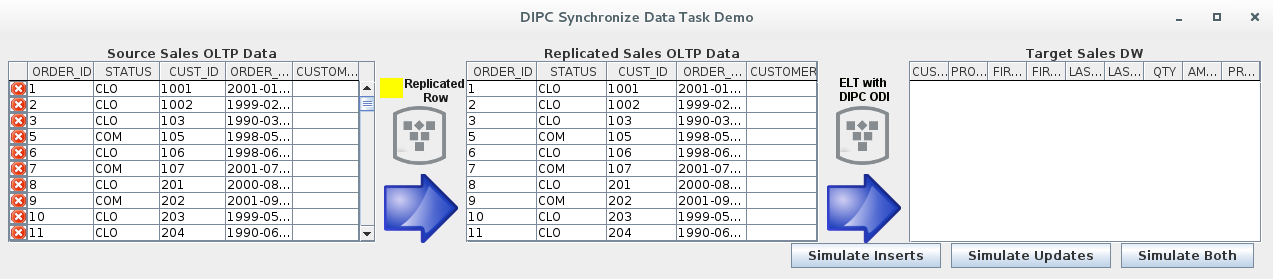 DIPC Synchronize Data Task Demo
Source Sales OLTP Data
ORDER_ID STATUS CUST_ID ORDER_... CUSTOM...
1 CLO 1001 2001-01...
2 CLO 1002 1999-02...
3 CLO 103 1990-03...
5 COM 105 1998-05...
6 CLO 106 1998-06...
7 COM 107 2001-07...
8 CLO 201 2000-08...
9 COM 202 2001-09...
10 CLO 203 1999-05...
11 CLO 204 1990-06...
Replicated
Row
Replicated Sales OLTP Data
ORDER_ID STATUS CUST_ID ORDER_... CUSTOMER
1 CLO 1001 2001-01...
2 CLO 1002 1999-02...
3 CLO 103 1990-03...
5 COM 105 1998-05...
6 CLO 106 1998-06...
7 COM 107 2001-07...
8 CLO 201 2000-08...
9 COM 202 2001-09...
10 CLO 203 1999-05...
11 CLO 204 1990-06...
ELT with
DIPC ODI
Target Sales DW
CUS... PRO... FIR... FIR... LAS... LAS... QTY AM... PR...
Simulate Inserts Simulate Updates Simulate Both